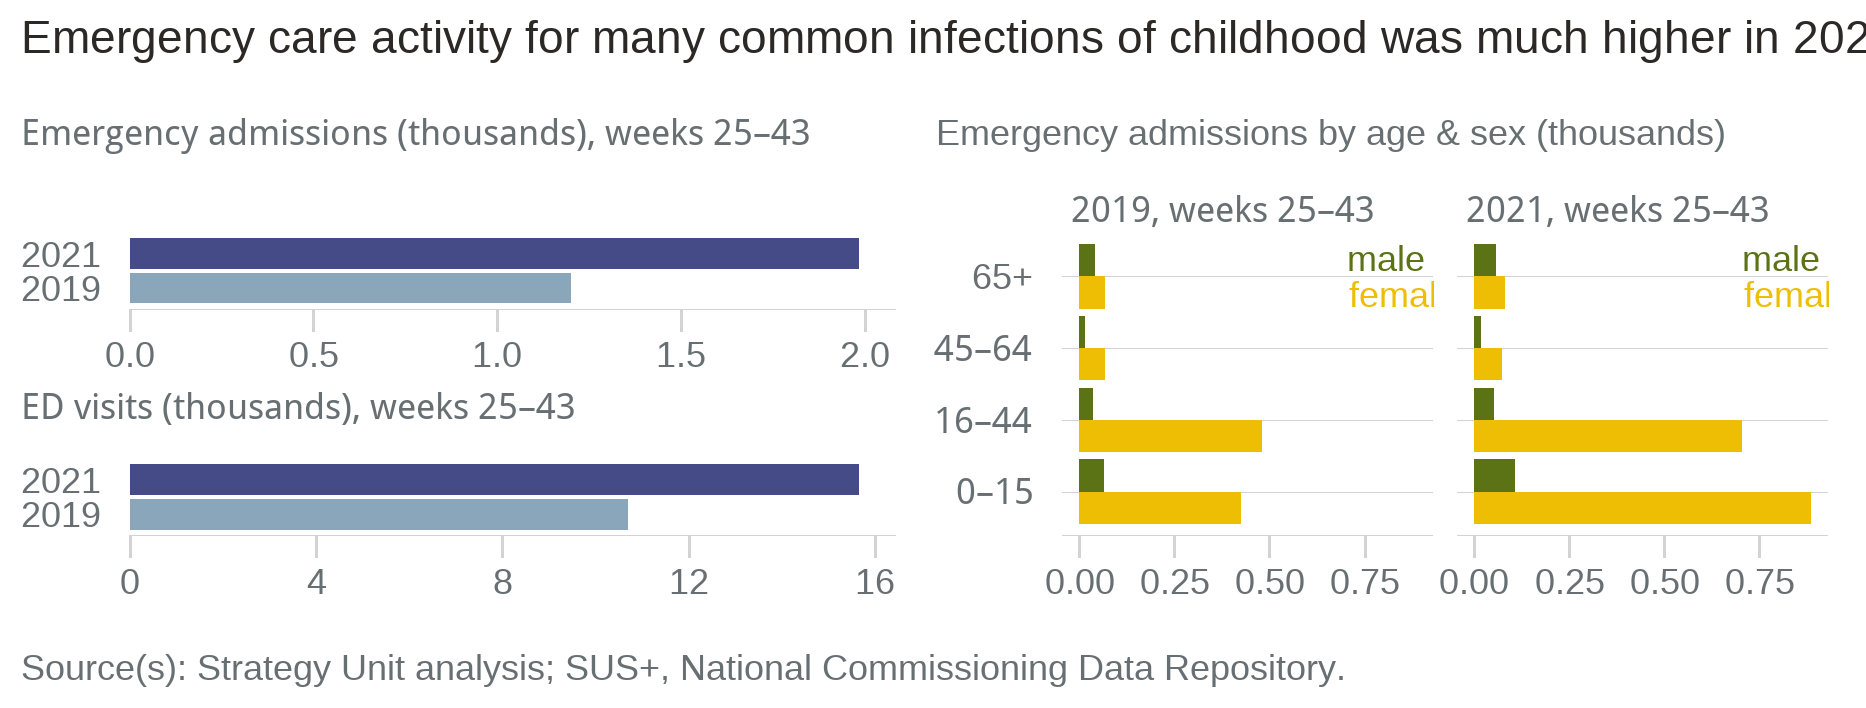 Emergency care activity for many common infections of childhood was much higher in 202
Emergency admissions (thousands), weeks 25–43
2021
2019
0.0 0.5 1.0 1.5 2.0
ED visits (thousands), weeks 25–43
2021
2019
0 4 8 12 16
Emergency admissions by age & sex (thousands)
2019, weeks 25–43 2021, weeks 25–43
male male
femal femal
65+
45–64
16–44
0–15
0.00 0.25 0.50 0.75 0.00 0.25 0.50 0.75
Source(s): Strategy Unit analysis; SUS+, National Commissioning Data Repository.